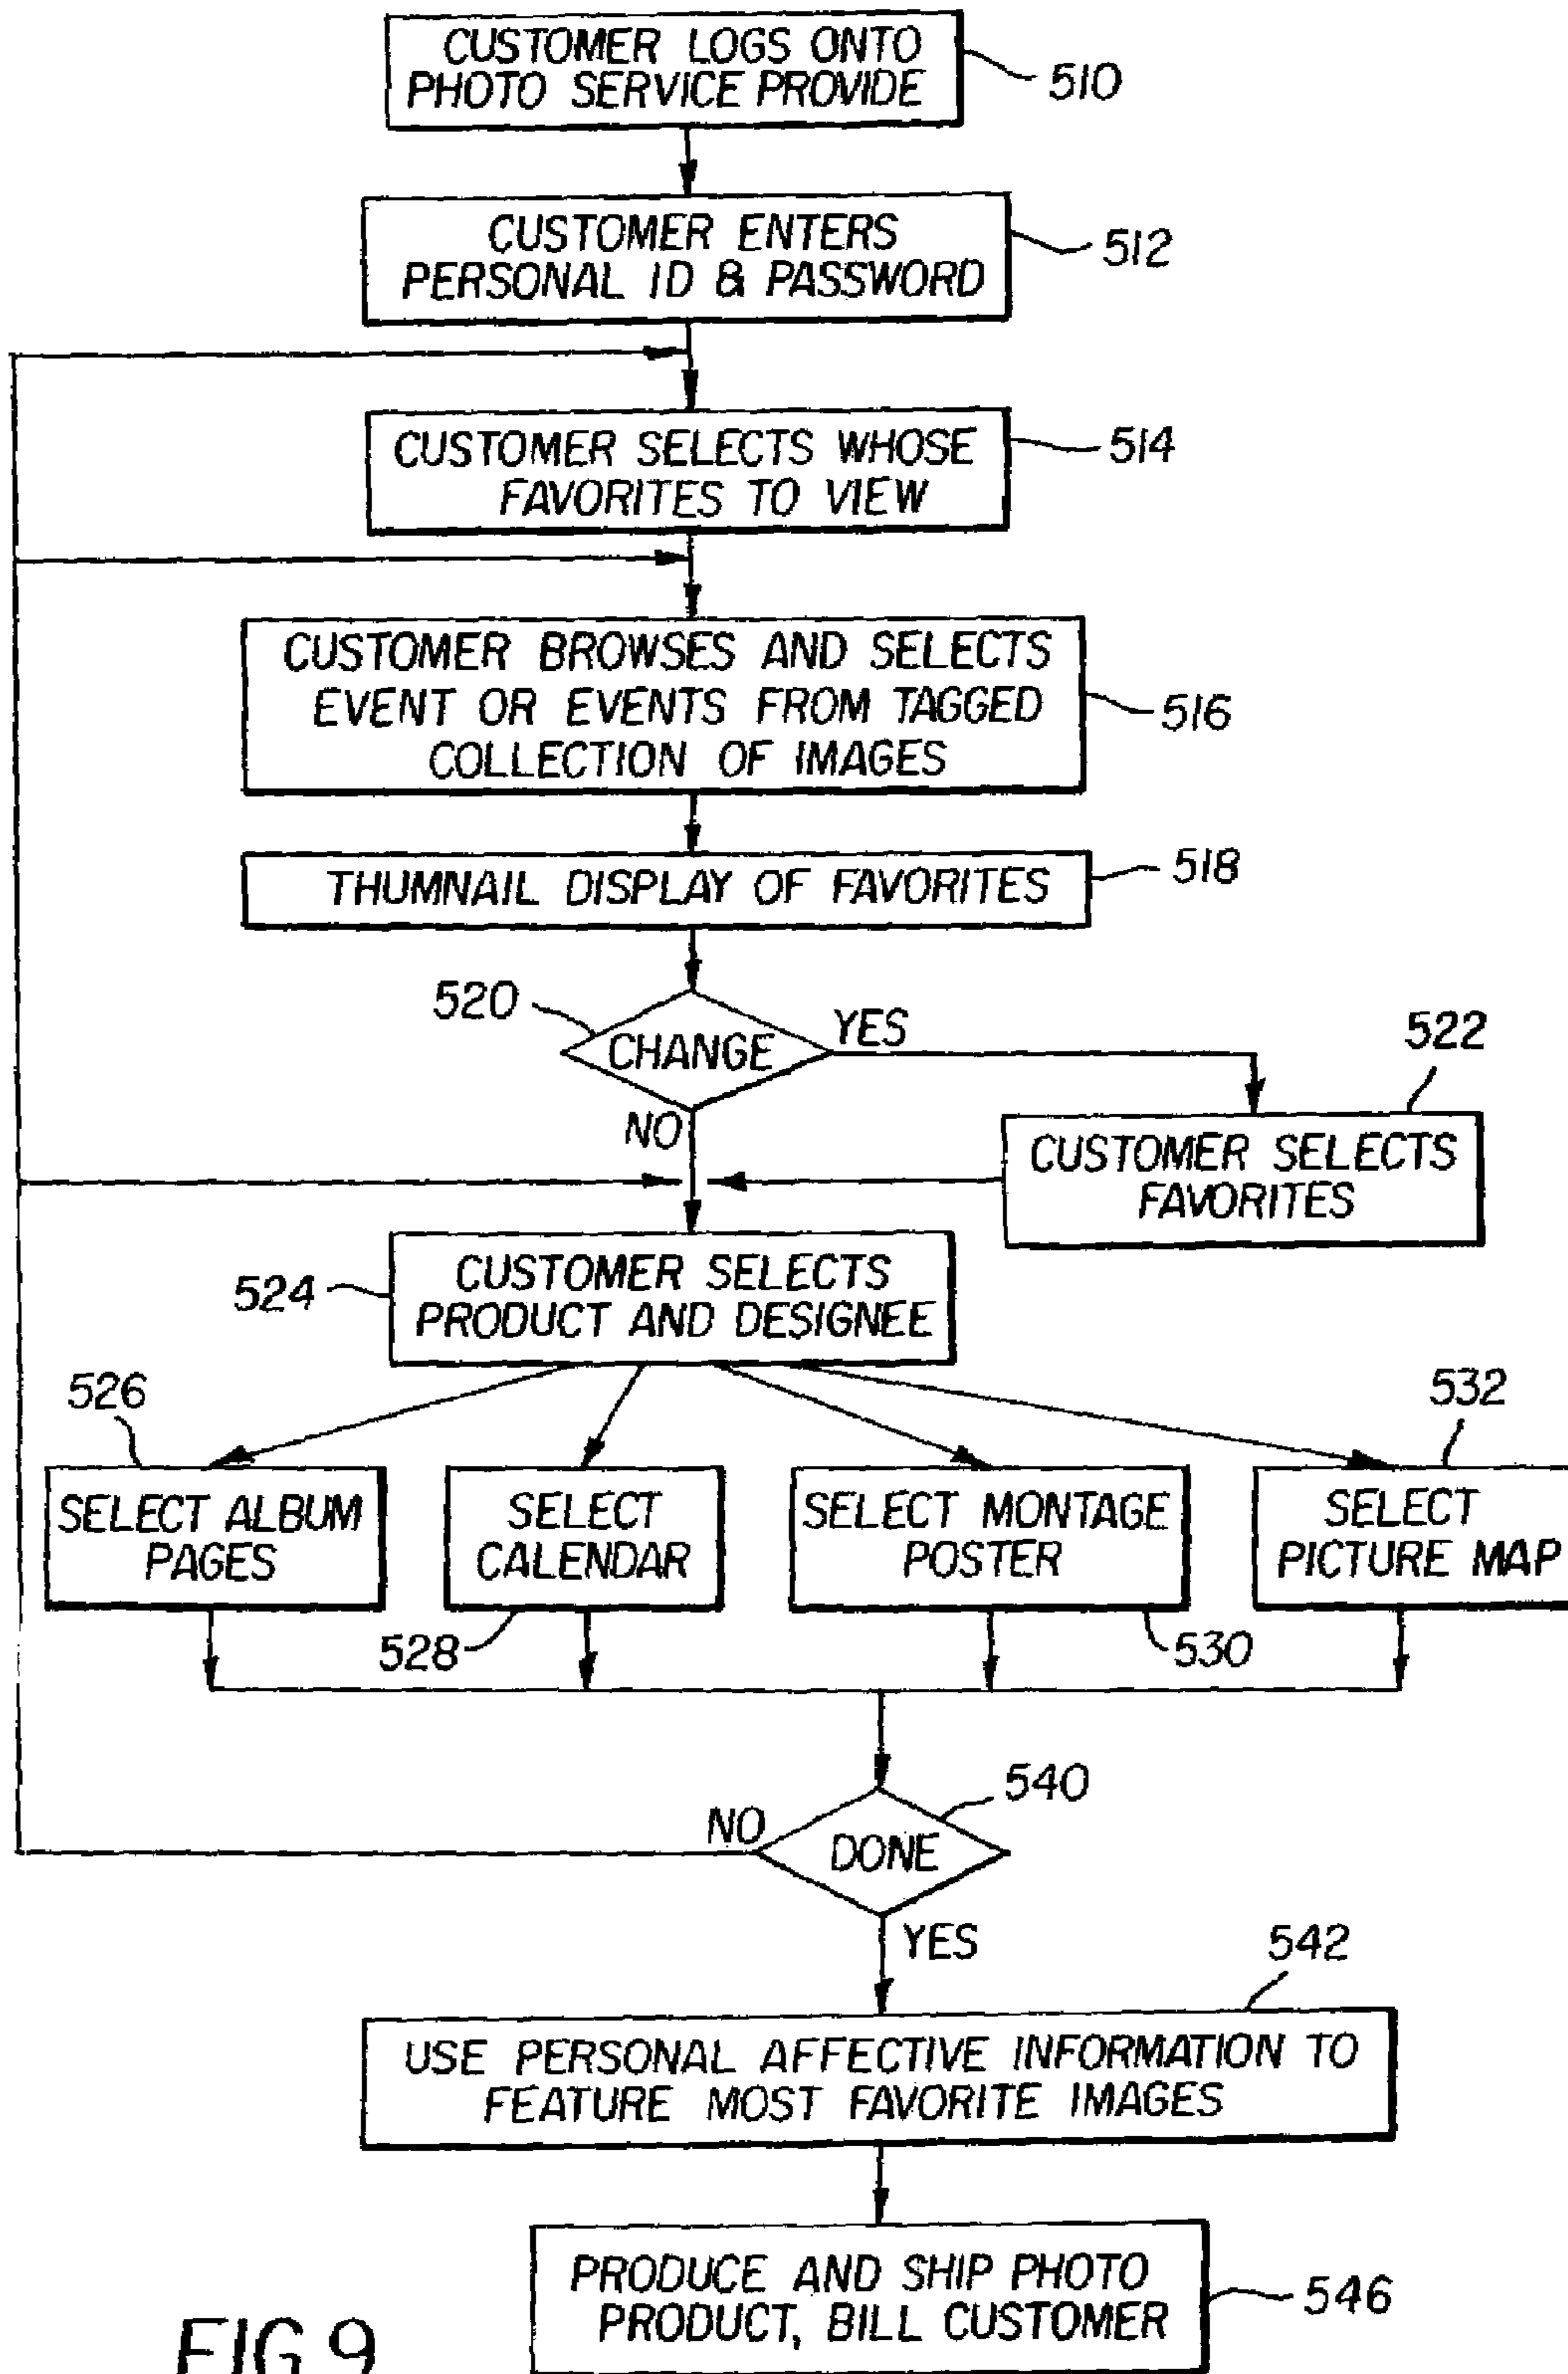 CUSTOMER LOGS ONTO
PHOTO SERVICE PROVIDE
510
CUSTOMER ENTERS
PERSONAL ID & PASSWORD
512
CUSTOMER SELECTS WHOSE
FAVORITES TO VIEW
514
CUSTOMER BROWSES AND SELECTS
EVENT OR EVENTS FROM TAGGED
COLLECTION OF IMAGES
516
THUMNAIL DISPLAY OF FAVORITES
518
520
CHANGE
YES
NO
522
CUSTOMER SELECTS
FAVORITES
524
CUSTOMER SELECTS
PRODUCT AND DESIGNEE
526
SELECT ALBUM
PAGES
SELECT
CALENDAR
528
SELECT MONTAGE
POSTER
530
532
SELECT
PICTURE MAP
540
NO
DONE
YES
542
USE PERSONAL AFFECTIVE INFORMATION TO
FEATURE MOST FAVORITE IMAGES
PRODUCE AND SHIP PHOTO
PRODUCT, BILL CUSTOMER
546
FIG. 9